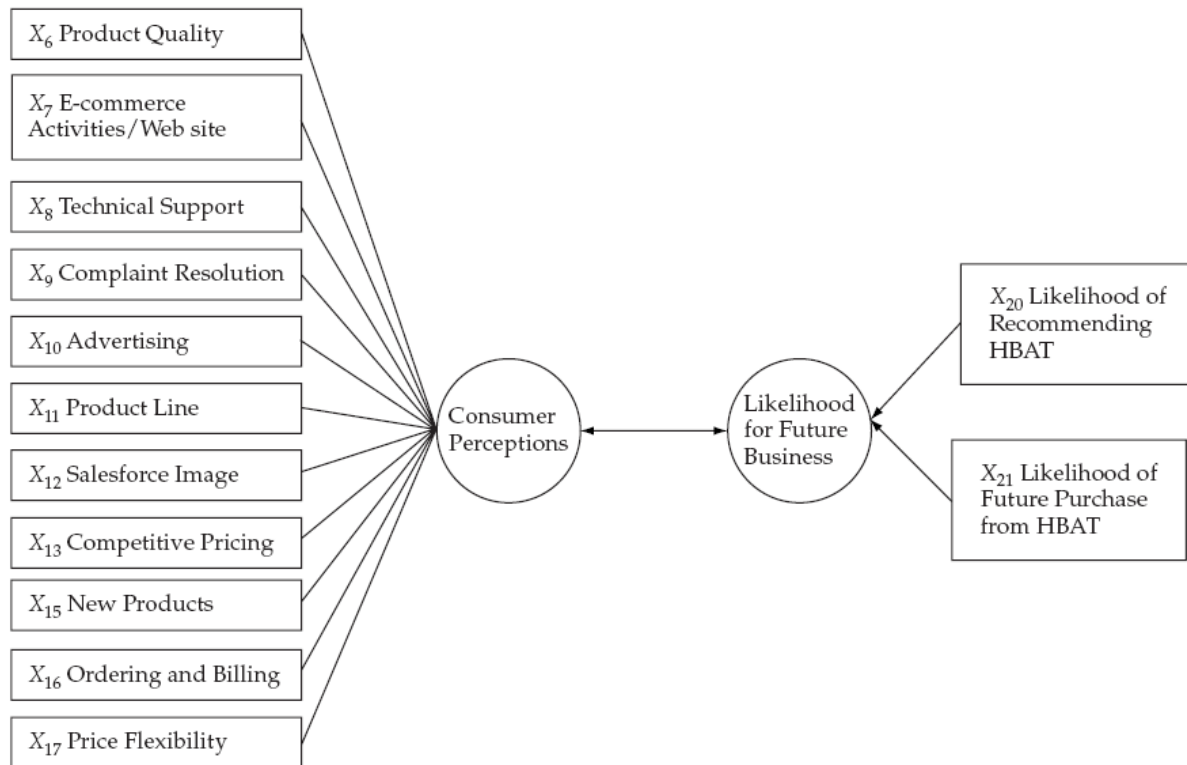 X6 Product Quality
X7 E-commerce
Activities/Web site
X8 Technical Support
X9 Complaint Resolution
X10 Advertising
X11 Product Line
X12 Salesforce Image
X13 Competitive Pricing
X15 New Products
X16 Ordering and Billing
X17 Price Flexibility
Consumer
Perceptions
Likelihood
for Future
Business
X20 Likelihood of
Recommending
HBAT
X21 Likelihood of
Future Purchase
from HBAT